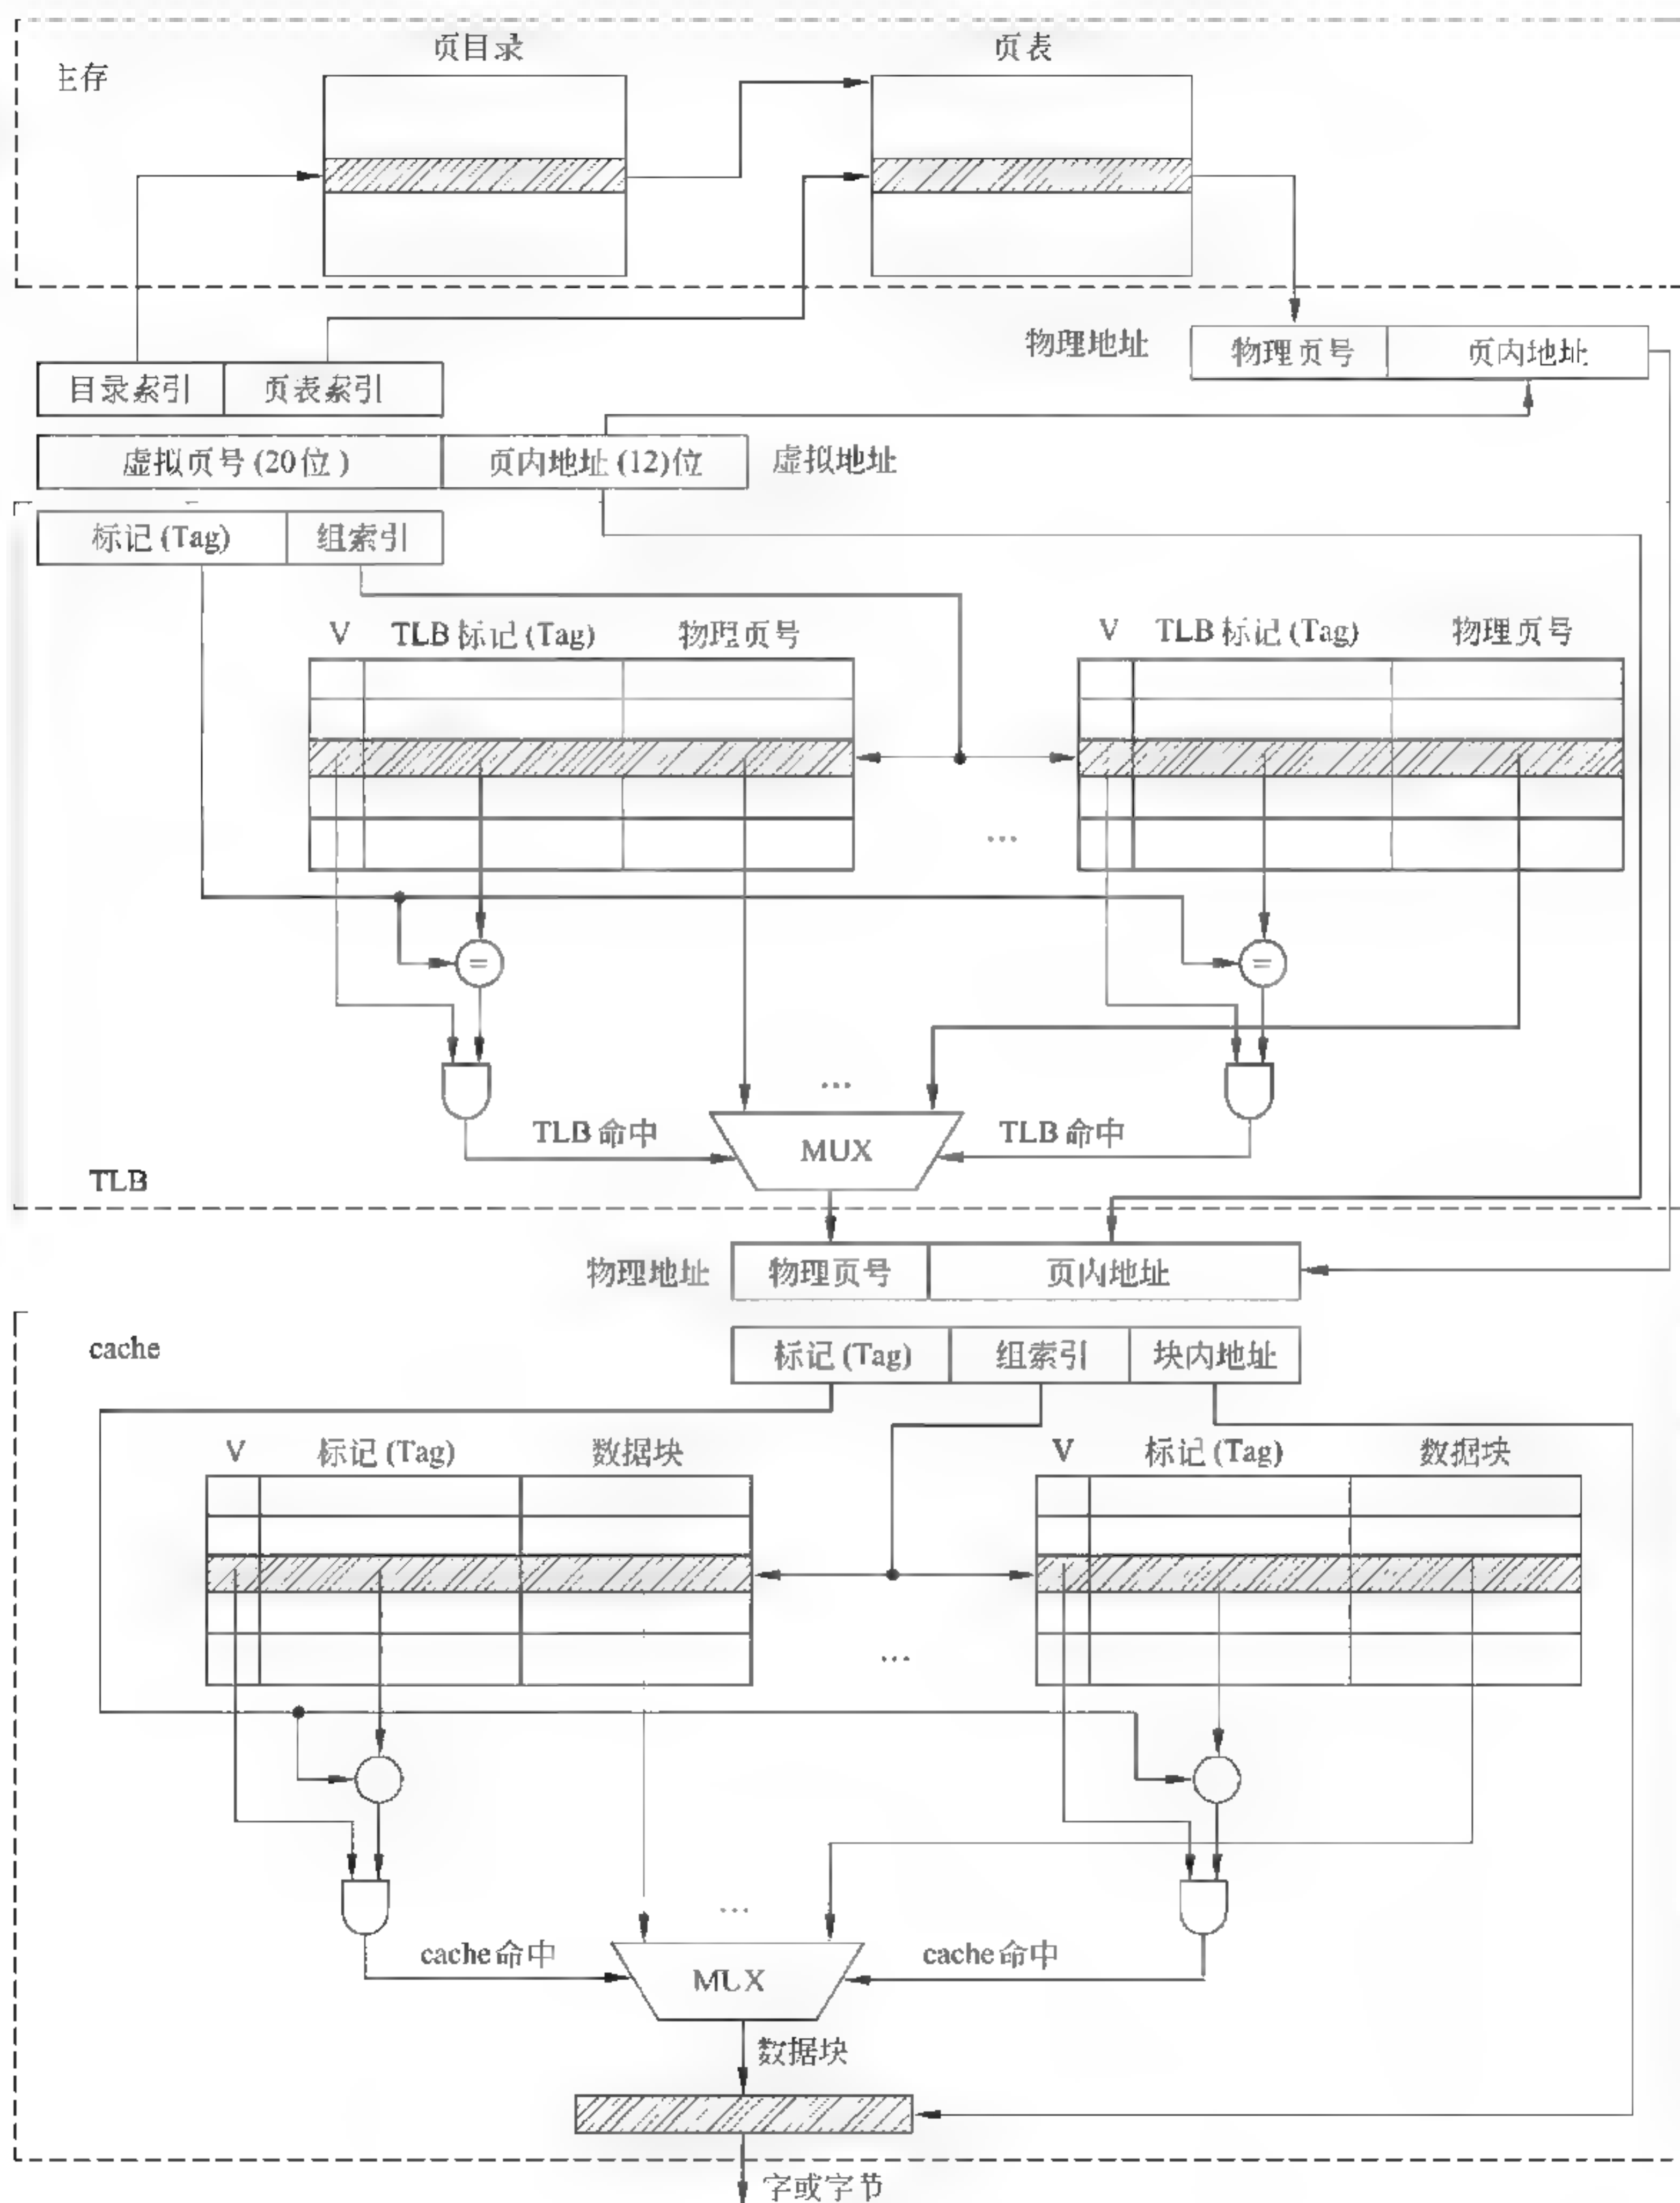 页目录 页表
主存
物理地址 物理页号 页内地址
目录索引 页表索引
虚拟页号(20位) 页内地址(12)位 虚拟地址
标记(Tag) 组索引
V TLB标记(Tag) 物理页号 V TLB标记(Tag) 物理页号
…
= =
…
TLB命中 MUX TLB命中
TLB
物理地址 物理页号 页内地址
cache 标记(Tag) 组索引 块内地址
V 标记(Tag) 数据块 V 标记(Tag) 数据块
…
…
cache命中 MUX cache命中
数据块
字或字节